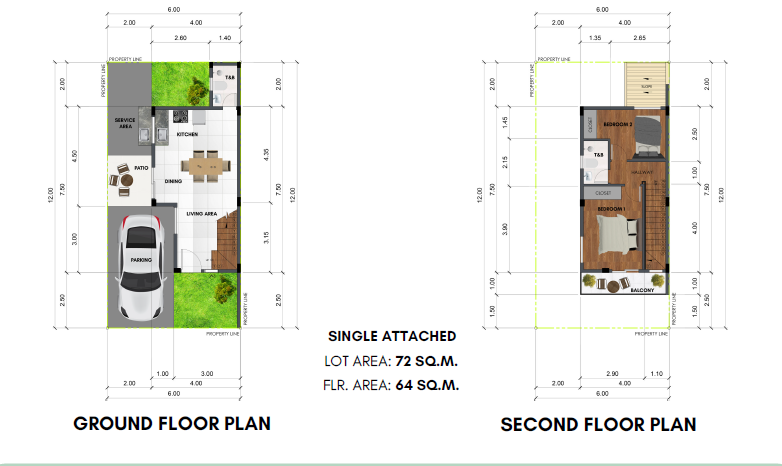 6.00
2.00 4.00
2.60 1.40
PROPERTY LINE
PROPERTY LINE
T&B
2.00
2.00
SERVICE
AREA
KITCHEN
4.50
4.35
PATIO
DINING
12.00
7.50
7.50
12.00
LIVING AREA
3.00
3.15
PARKING
2.50
2.50
PROPERTY LINE
PROPERTY LINE
1.00 3.00
2.00 4.00
6.00
GROUND FLOOR PLAN
SINGLE ATTACHED
LOT AREA: 72 SQ.M.
FLR. AREA: 64 SQ.M.
6.00
2.00 4.00
1.35 2.65
PROPERTY LINE
PROPERTY LINE
2.00
SLOPE
2.00
1.45
CLOSET
BEDROOM 2
2.50
2.15
T&B
HALLWAY
1.00
12.00
7.50
7.50
12.00
CLOSET
BEDROOM 1
3.90
4.00
1.00
BALCONY
1.00
2.50
1.50
1.50
PROPERTY LINE
PROPERTY LINE
2.90 1.10
2.00 4.00
6.00
SECOND FLOOR PLAN